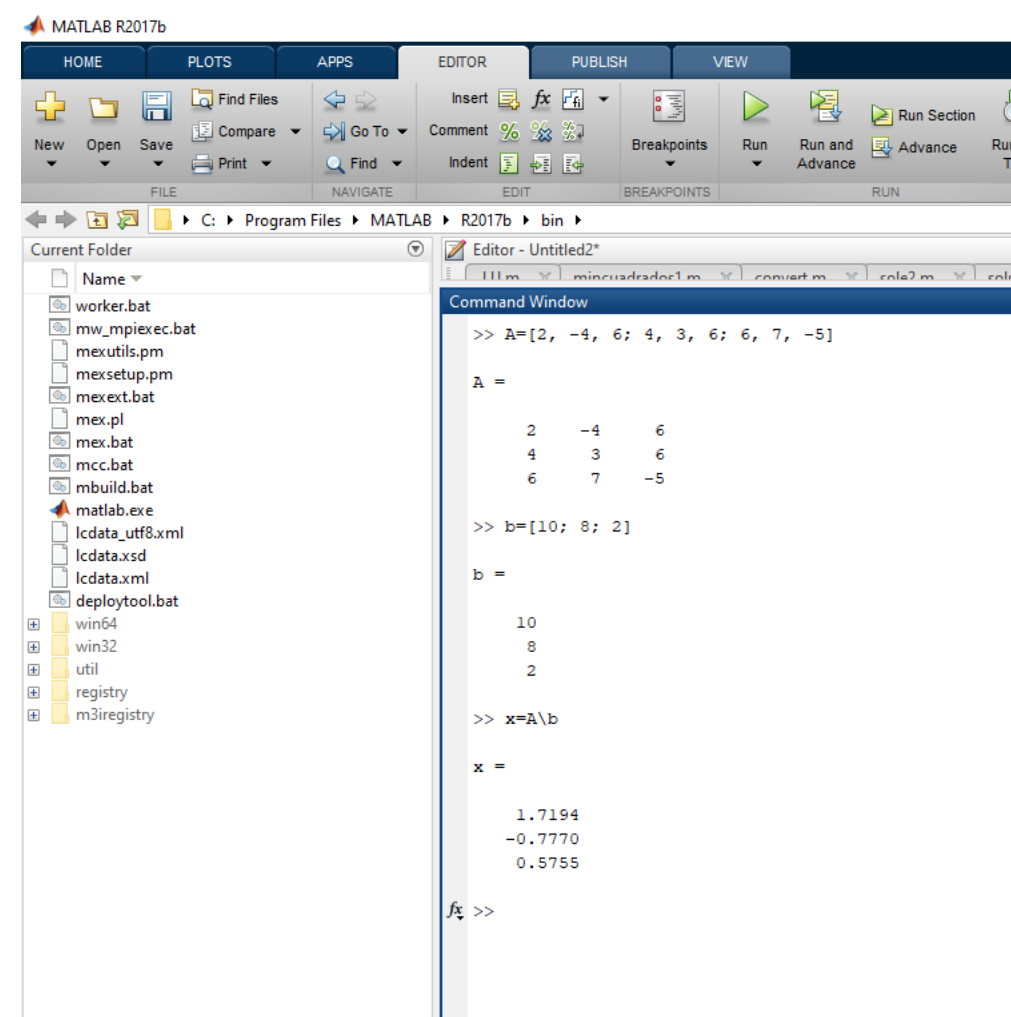 MATLAB R2017b
HOME PLOTS APPS EDITOR PUBLISH VIEW
Find Files Insert fx
New Open Save Compare Go To Comment Breakpoints Run Run and Advance Run Section
Print Find Indent Advance
FILE NAVIGATE EDIT BREAKPOINTS RUN
C: Program Files MATLAB R2017b bin
Current Folder
Name
worker.bat
mw_mpiexec.bat
mexutils.pm
mexsetup.pm
mexext.bat
mex.pl
mex.bat
mcc.bat
mbuild.bat
matlab.exe
lcdata_utf8.xml
lcdata.xsd
lcdata.xml
deploytool.bat
win64
win32
util
registry
m3iregistry
Editor - Untitled2*
LU.m mincuadrados1.m convert.m sole2.m
Command Window
>> A=[2, -4, 6; 4, 3, 6; 6, 7, -5]
A =
2 -4 6
4 3 6
6 7 -5
>> b=[10; 8; 2]
b =
10
8
2
>> x=A\b
x =
1.7194
-0.7770
0.5755
fx >>